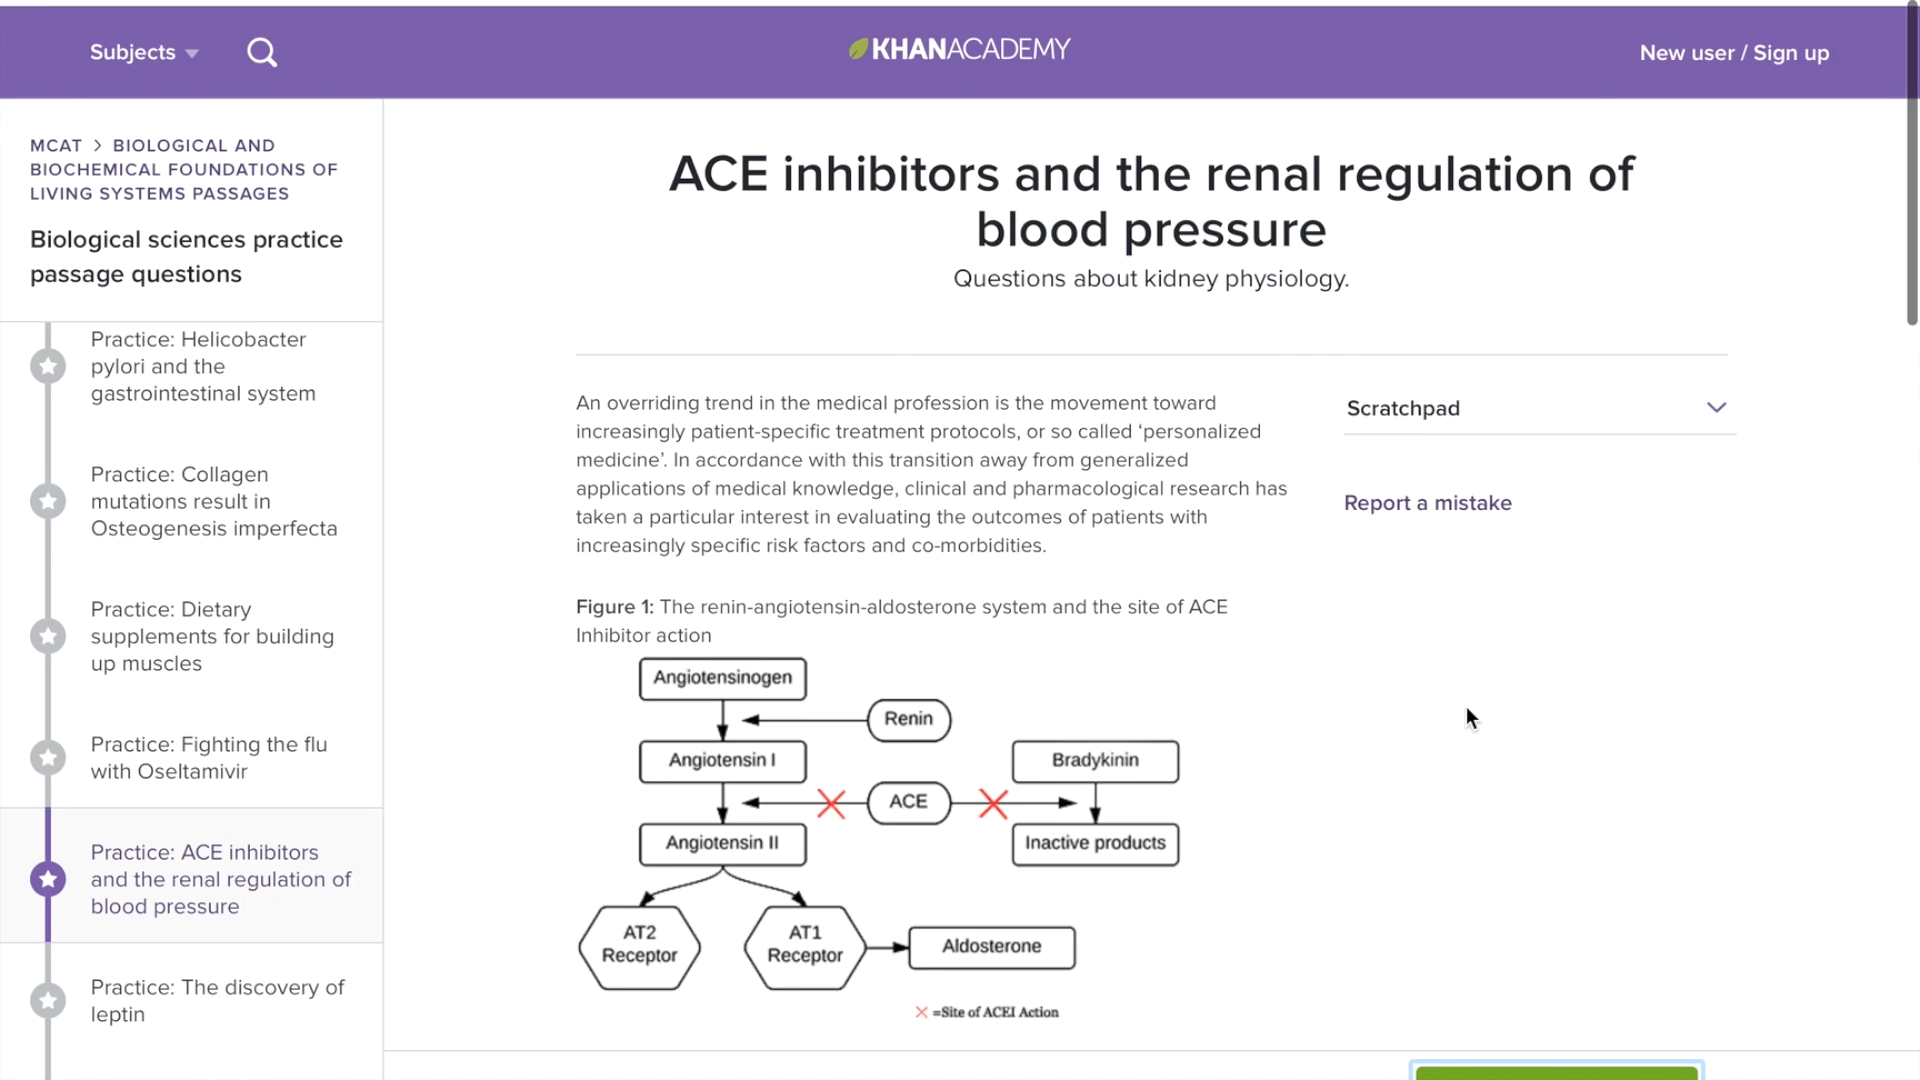 Subjects
KHANACADEMY
New user / Sign up
MCAT > BIOLOGICAL AND
BIOCHEMICAL FOUNDATIONS OF
LIVING SYSTEMS PASSAGES
Biological sciences practice
passage questions
Practice: Helicobacter
pylori and the
gastrointestinal system
Practice: Collagen
mutations result in
Osteogenesis imperfecta
Practice: Dietary
supplements for building
up muscles
Practice: Fighting the flu
with Oseltamivir
Practice: ACE inhibitors
and the renal regulation of
blood pressure
Practice: The discovery of
leptin
ACE inhibitors and the renal regulation of
blood pressure
Questions about kidney physiology.
An overriding trend in the medical profession is the movement toward
increasingly patient-specific treatment protocols, or so called ‘personalized
medicine’. In accordance with this transition away from generalized
applications of medical knowledge, clinical and pharmacological research has
taken a particular interest in evaluating the outcomes of patients with
increasingly specific risk factors and co-morbidities.
Figure 1: The renin-angiotensin-aldosterone system and the site of ACE
Inhibitor action
Angiotensinogen
Renin
Angiotensin I
Bradykinin
ACE
Angiotensin II
Inactive products
AT2
Receptor
AT1
Receptor
Aldosterone
=Site of ACEI Action
Scratchpad
Report a mistake